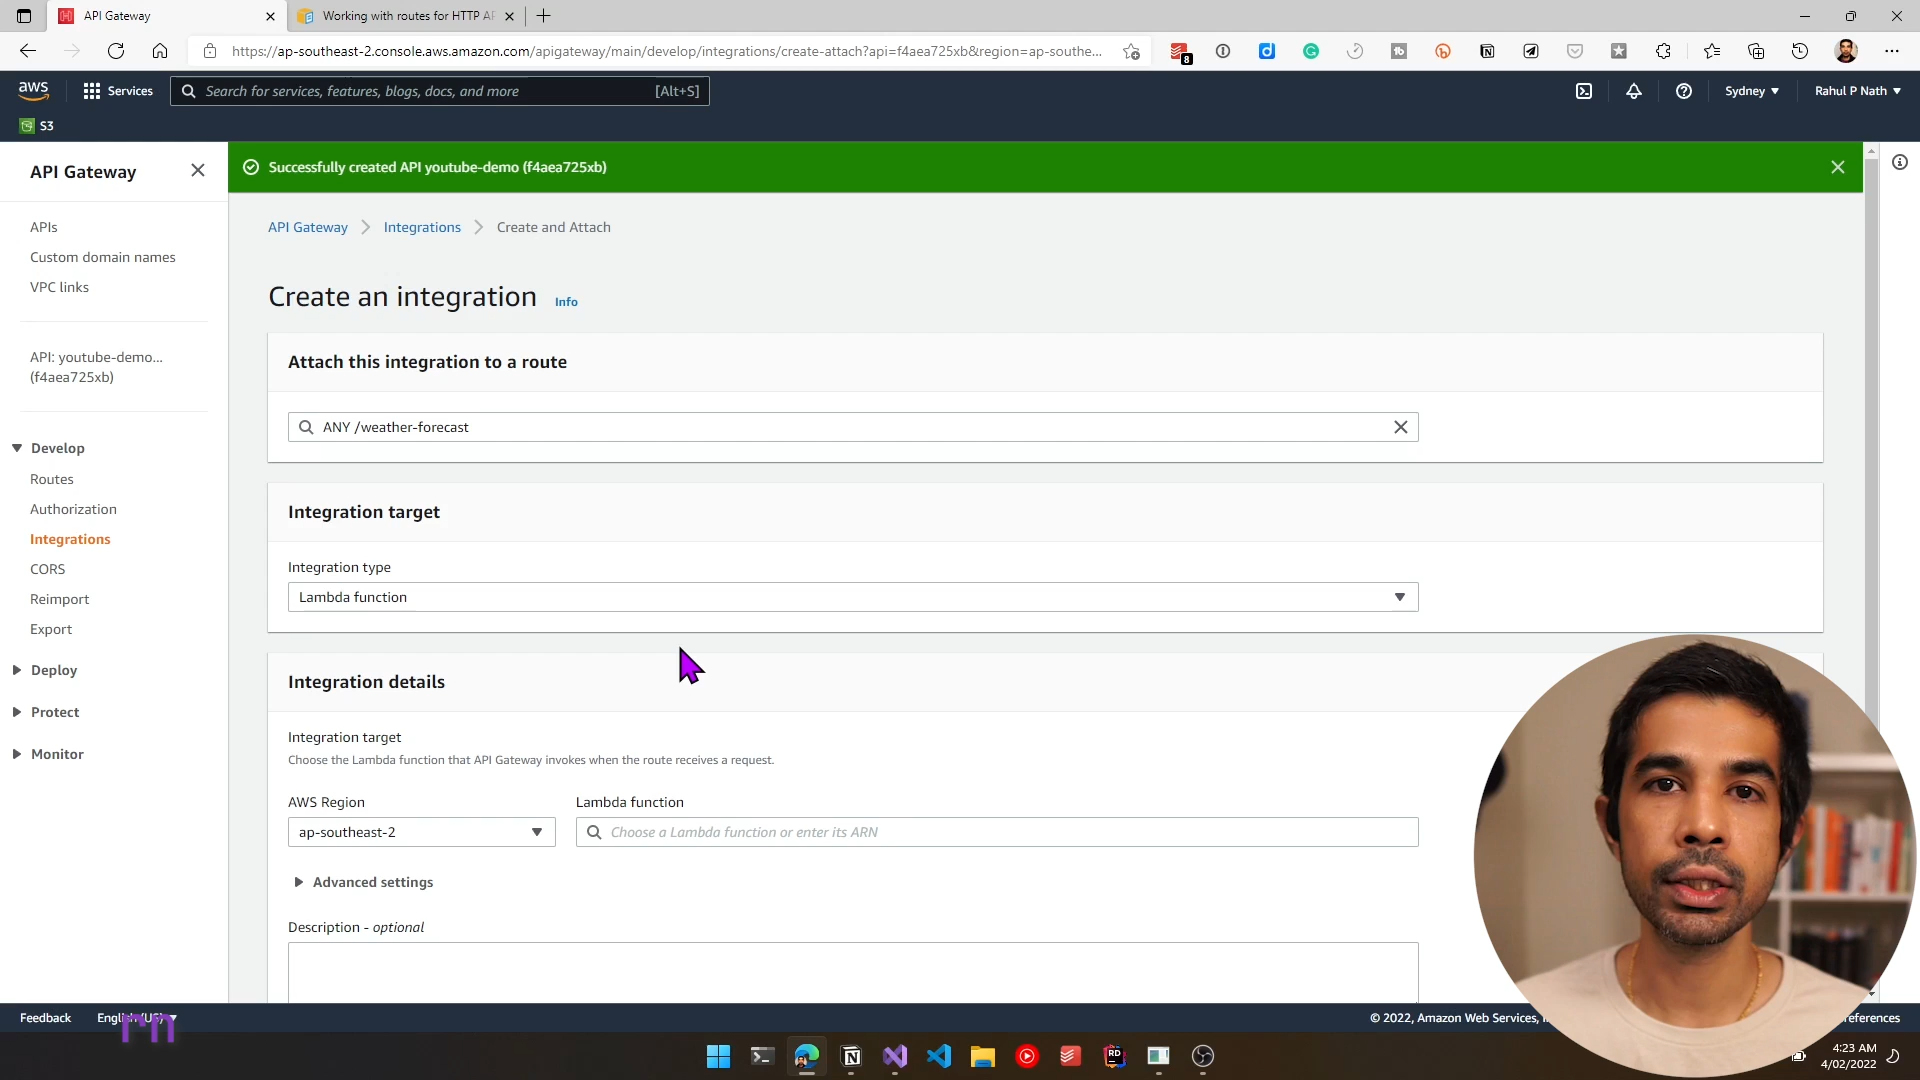 API Gateway
Working with routes for HTTP AP
https://ap-southeast-2.console.aws.amazon.com/apigateway/main/develop/integrations/create-attach?api=f4aea725xb&region=ap-southe...
8
aws
Services
Search for services, features, blogs, docs, and more
[Alt+S]
Sydney
Rahul P Nath
S3
API Gateway
Successfully created API youtube-demo (f4aea725xb)
APIs
Custom domain names
VPC links
API: youtube-demo...
(f4aea725xb)
Develop
Routes
Authorization
Integrations
CORS
Reimport
Export
Deploy
Protect
Monitor
API Gateway
Integrations
Create and Attach
Create an integration Info
Attach this integration to a route
ANY /weather-forecast
Integration target
Integration type
Lambda function
Integration details
Integration target
Choose the Lambda function that API Gateway invokes when the route receives a request.
AWS Region
Lambda function
ap-southeast-2
Choose a Lambda function or enter its ARN
Advanced settings
Description - optional
Feedback
English (US)
© 2022, Amazon Web Services,
rn
RD
4:23 AM
4/02/2022